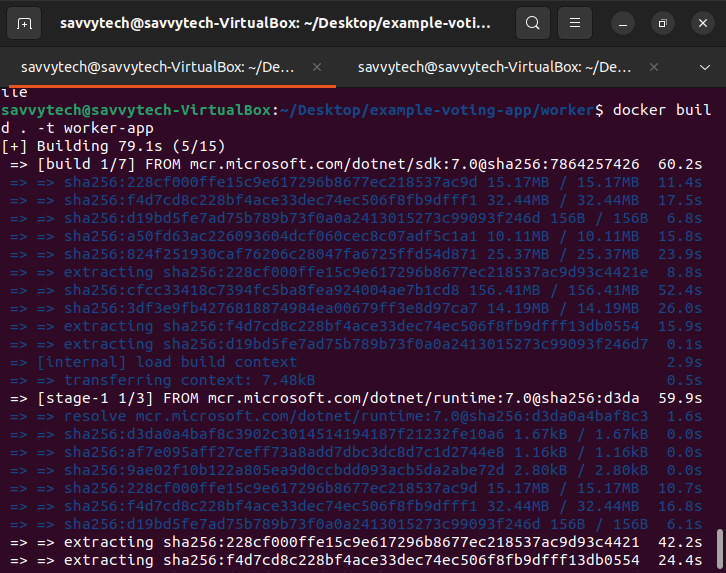 savvytech@savvytech-VirtualBox: ~/Desktop/example-voti...
savvytech@savvytech-VirtualBox: ~/De...
savvytech@savvytech-VirtualBox: ~/De...
ile
savvytech@savvytech-VirtualBox:~/Desktop/example-voting-app/worker$ docker buil
d . -t worker-app
[+] Building 79.1s (5/15)
=> [build 1/7] FROM mcr.microsoft.com/dotnet/sdk:7.0@sha256:7864257426 60.2s
=> => sha256:228cf000ffe15c9e617296b8677ec218537ac9d 15.17MB / 15.17MB 11.4s
=> => sha256:f4d7cd8c228bf4ace33dec74ec506f8fb9dfff1 32.44MB / 32.44MB 17.5s
=> => sha256:d19bd5fe7ad75b789b73f0a0a2413015273c99093f246d 156B / 156B 6.8s
=> => sha256:a50fd63ac226093604dcf060cec8c07adf5c1a1 10.11MB / 10.11MB 15.8s
=> => sha256:824f251930caf76206c28047fa6725ffd54d871 25.37MB / 25.37MB 23.9s
=> => extracting sha256:228cf000ffe15c9e617296b8677ec218537ac9d93c4421e 8.8s
=> => sha256:cfcc33418c7394fc5ba8fea924004ae7b1cd8 156.41MB / 156.41MB 52.4s
=> => sha256:3df3e9fb4276818874984ea00679ff3e8d97ca7 14.19MB / 14.19MB 26.0s
=> => extracting sha256:f4d7cd8c228bf4ace33dec74ec506f8fb9dfff13db0554 15.9s
=> => extracting sha256:d19bd5fe7ad75b789b73f0a0a2413015273c99093f246d7 0.1s
=> [internal] load build context 2.9s
=> => transferring context: 7.48kB 0.5s
=> [stage-1 1/3] FROM mcr.microsoft.com/dotnet/runtime:7.0@sha256:d3da 59.9s
=> => resolve mcr.microsoft.com/dotnet/runtime:7.0@sha256:d3da0a4baf8c3 1.6s
=> => sha256:d3da0a4baf8c3902c3014514194187f21232fe10a6 1.67kB / 1.67kB 0.0s
=> => sha256:af7e095aff27ceff73a8add7dbc3dc8d7c1d2744e8 1.16kB / 1.16kB 0.0s
=> => sha256:9ae02f10b122a805ea9d0ccbdd093acb5da2abe72d 2.80kB / 2.80kB 0.0s
=> => sha256:228cf000ffe15c9e617296b8677ec218537ac9d 15.17MB / 15.17MB 10.7s
=> => sha256:f4d7cd8c228bf4ace33dec74ec506f8fb9dfff1 32.44MB / 32.44MB 16.8s
=> => sha256:d19bd5fe7ad75b789b73f0a0a2413015273c99093f246d 156B / 156B 6.1s
=> => extracting sha256:228cf000ffe15c9e617296b8677ec218537ac9d93c4421 42.2s
=> => extracting sha256:f4d7cd8c228bf4ace33dec74ec506f8fb9dfff13db0554 24.4s